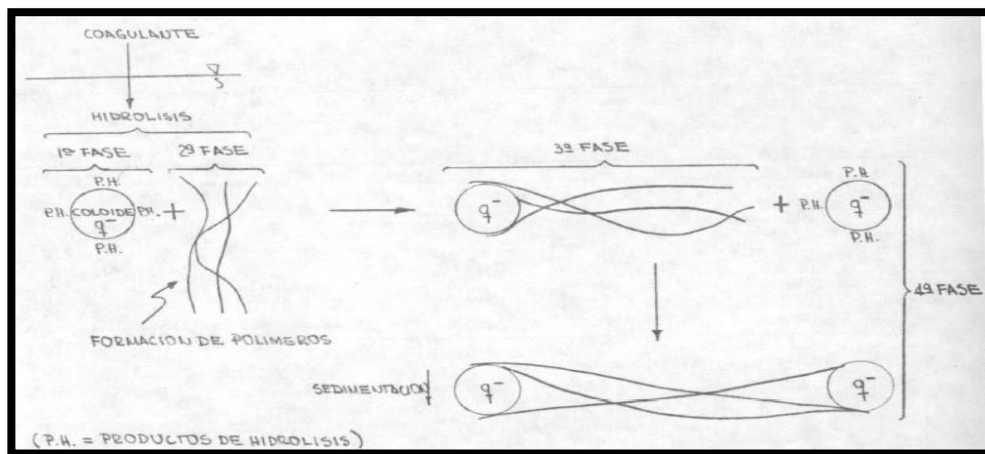 COAGULANTE
HIDROLISIS
1ª FASE
2ª FASE
P.H.
P.H. COLOIDE P.H. +
q⁻
P.H.
FORMACION DE POLIMEROS
3ª FASE
q⁻
+ P.H. q⁻
P.H.
P.H.
4ª FASE
SEDIMENTACION
q⁻
q⁻
(P.H. = PRODUCTOS DE HIDROLISIS)